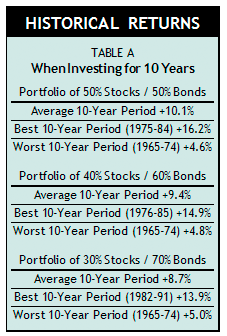 HISTORICAL RETURNS
TABLE A
When Investing for 10 Years
Portfolio of 50% Stocks / 50% Bonds
Average 10-Year Period +10.1%
Best 10-Year Period (1975-84) +16.2%
Worst 10-Year Period (1965-74) +4.6%
Portfolio of 40% Stocks / 60% Bonds
Average 10-Year Period +9.4%
Best 10-Year Period (1976-85) +14.9%
Worst 10-Year Period (1965-74) +4.8%
Portfolio of 30% Stocks / 70% Bonds
Average 10-Year Period +8.7%
Best 10-Year Period (1982-91) +13.9%
Worst 10-Year Period (1965-74) +5.0%